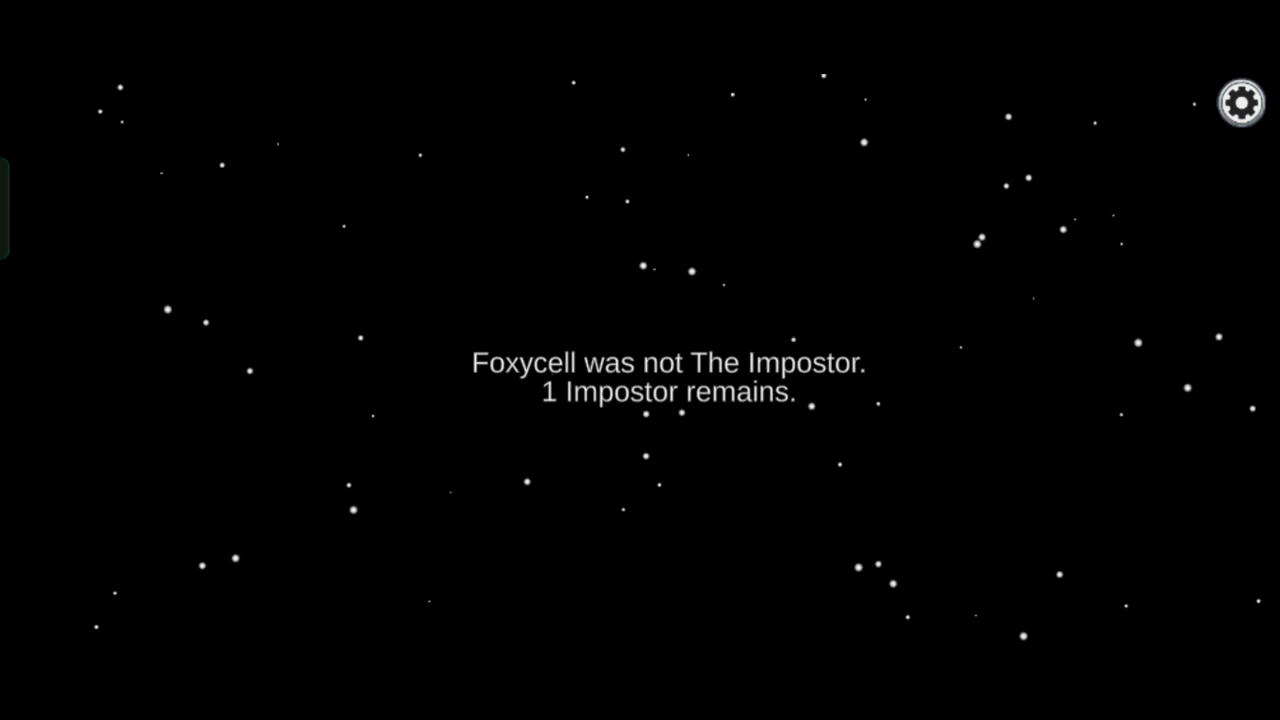 Foxycell was not The Impostor.
1 Impostor remains.